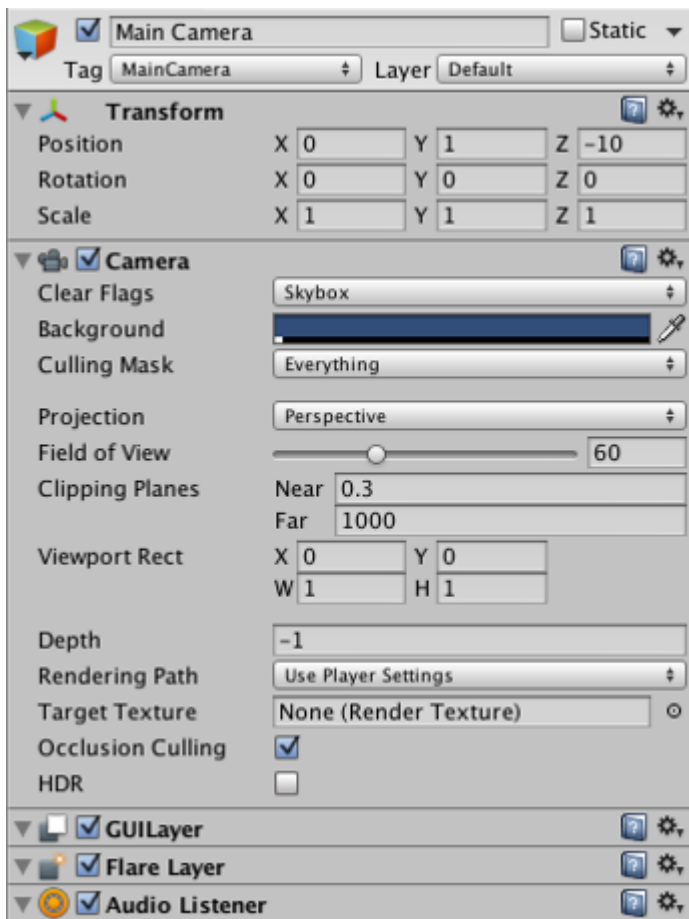 Main Camera Static
Tag MainCamera Layer Default
Transform
Position X 0 Y 1 Z -10
Rotation X 0 Y 0 Z 0
Scale X 1 Y 1 Z 1
Camera
Clear Flags Skybox
Background
Culling Mask Everything
Projection Perspective
Field of View 60
Clipping Planes Near 0.3
Far 1000
Viewport Rect X 0 Y 0
W 1 H 1
Depth -1
Rendering Path Use Player Settings
Target Texture None (Render Texture)
Occlusion Culling
HDR
GUILayer
Flare Layer
Audio Listener